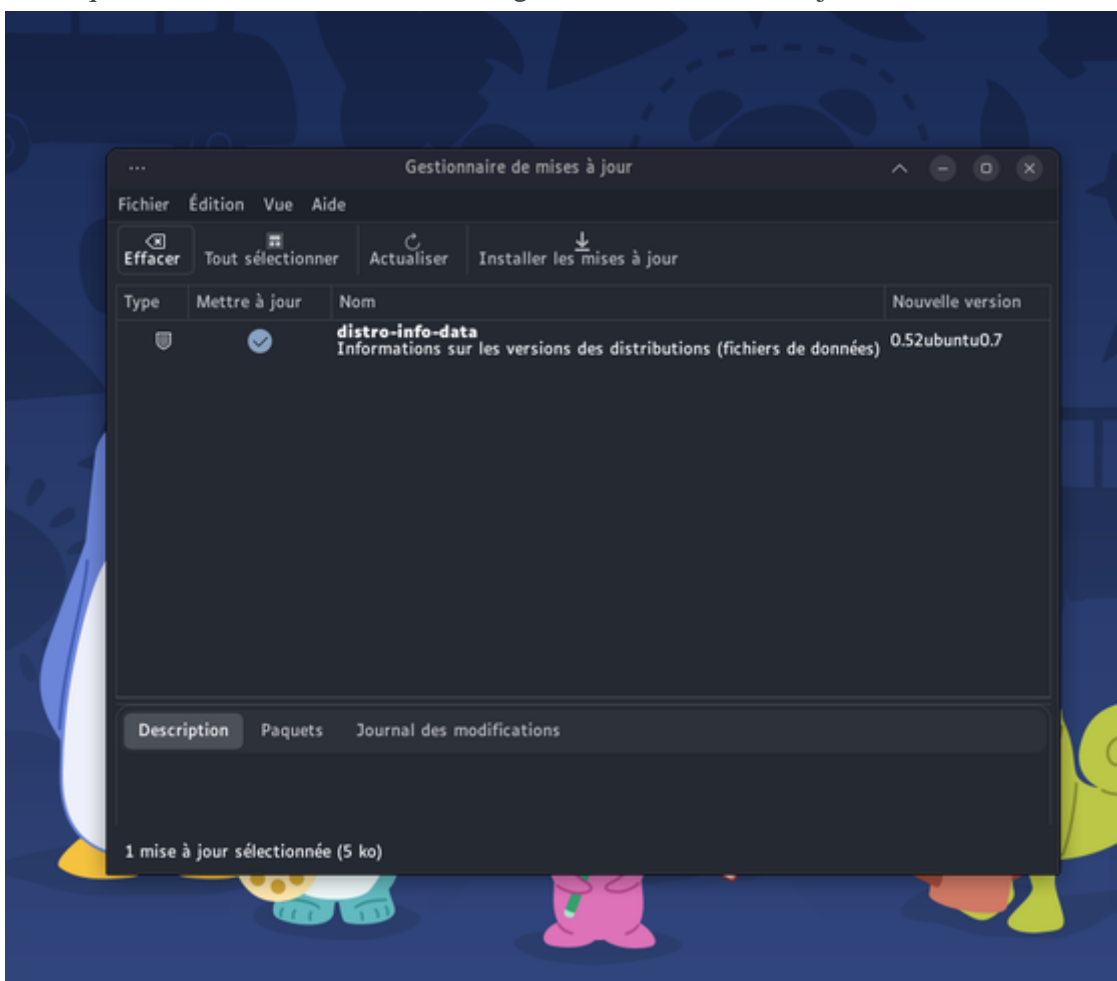 ...
Gestionnaire de mises à jour
Fichier Édition Vue Aide
Effacer Tout sélectionner Actualiser Installer les mises à jour
Type Mettre à jour Nom Nouvelle version
distro-info-data
Informations sur les versions des distributions (fichiers de données) 0.52ubuntu0.7
Description Paquets Journal des modifications
1 mise à jour sélectionnée (5 ko)